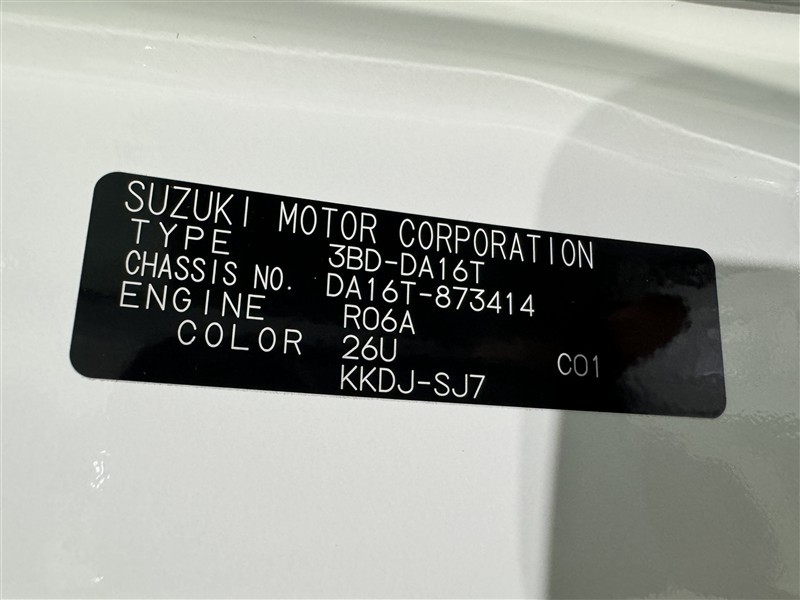 SUZUKI MOTOR CORPORATION
TYPE 3BD-DA16T
CHASSIS NO. DA16T-873414
ENGINE R06A
COLOR 26U C01
KKDJ-SJ7